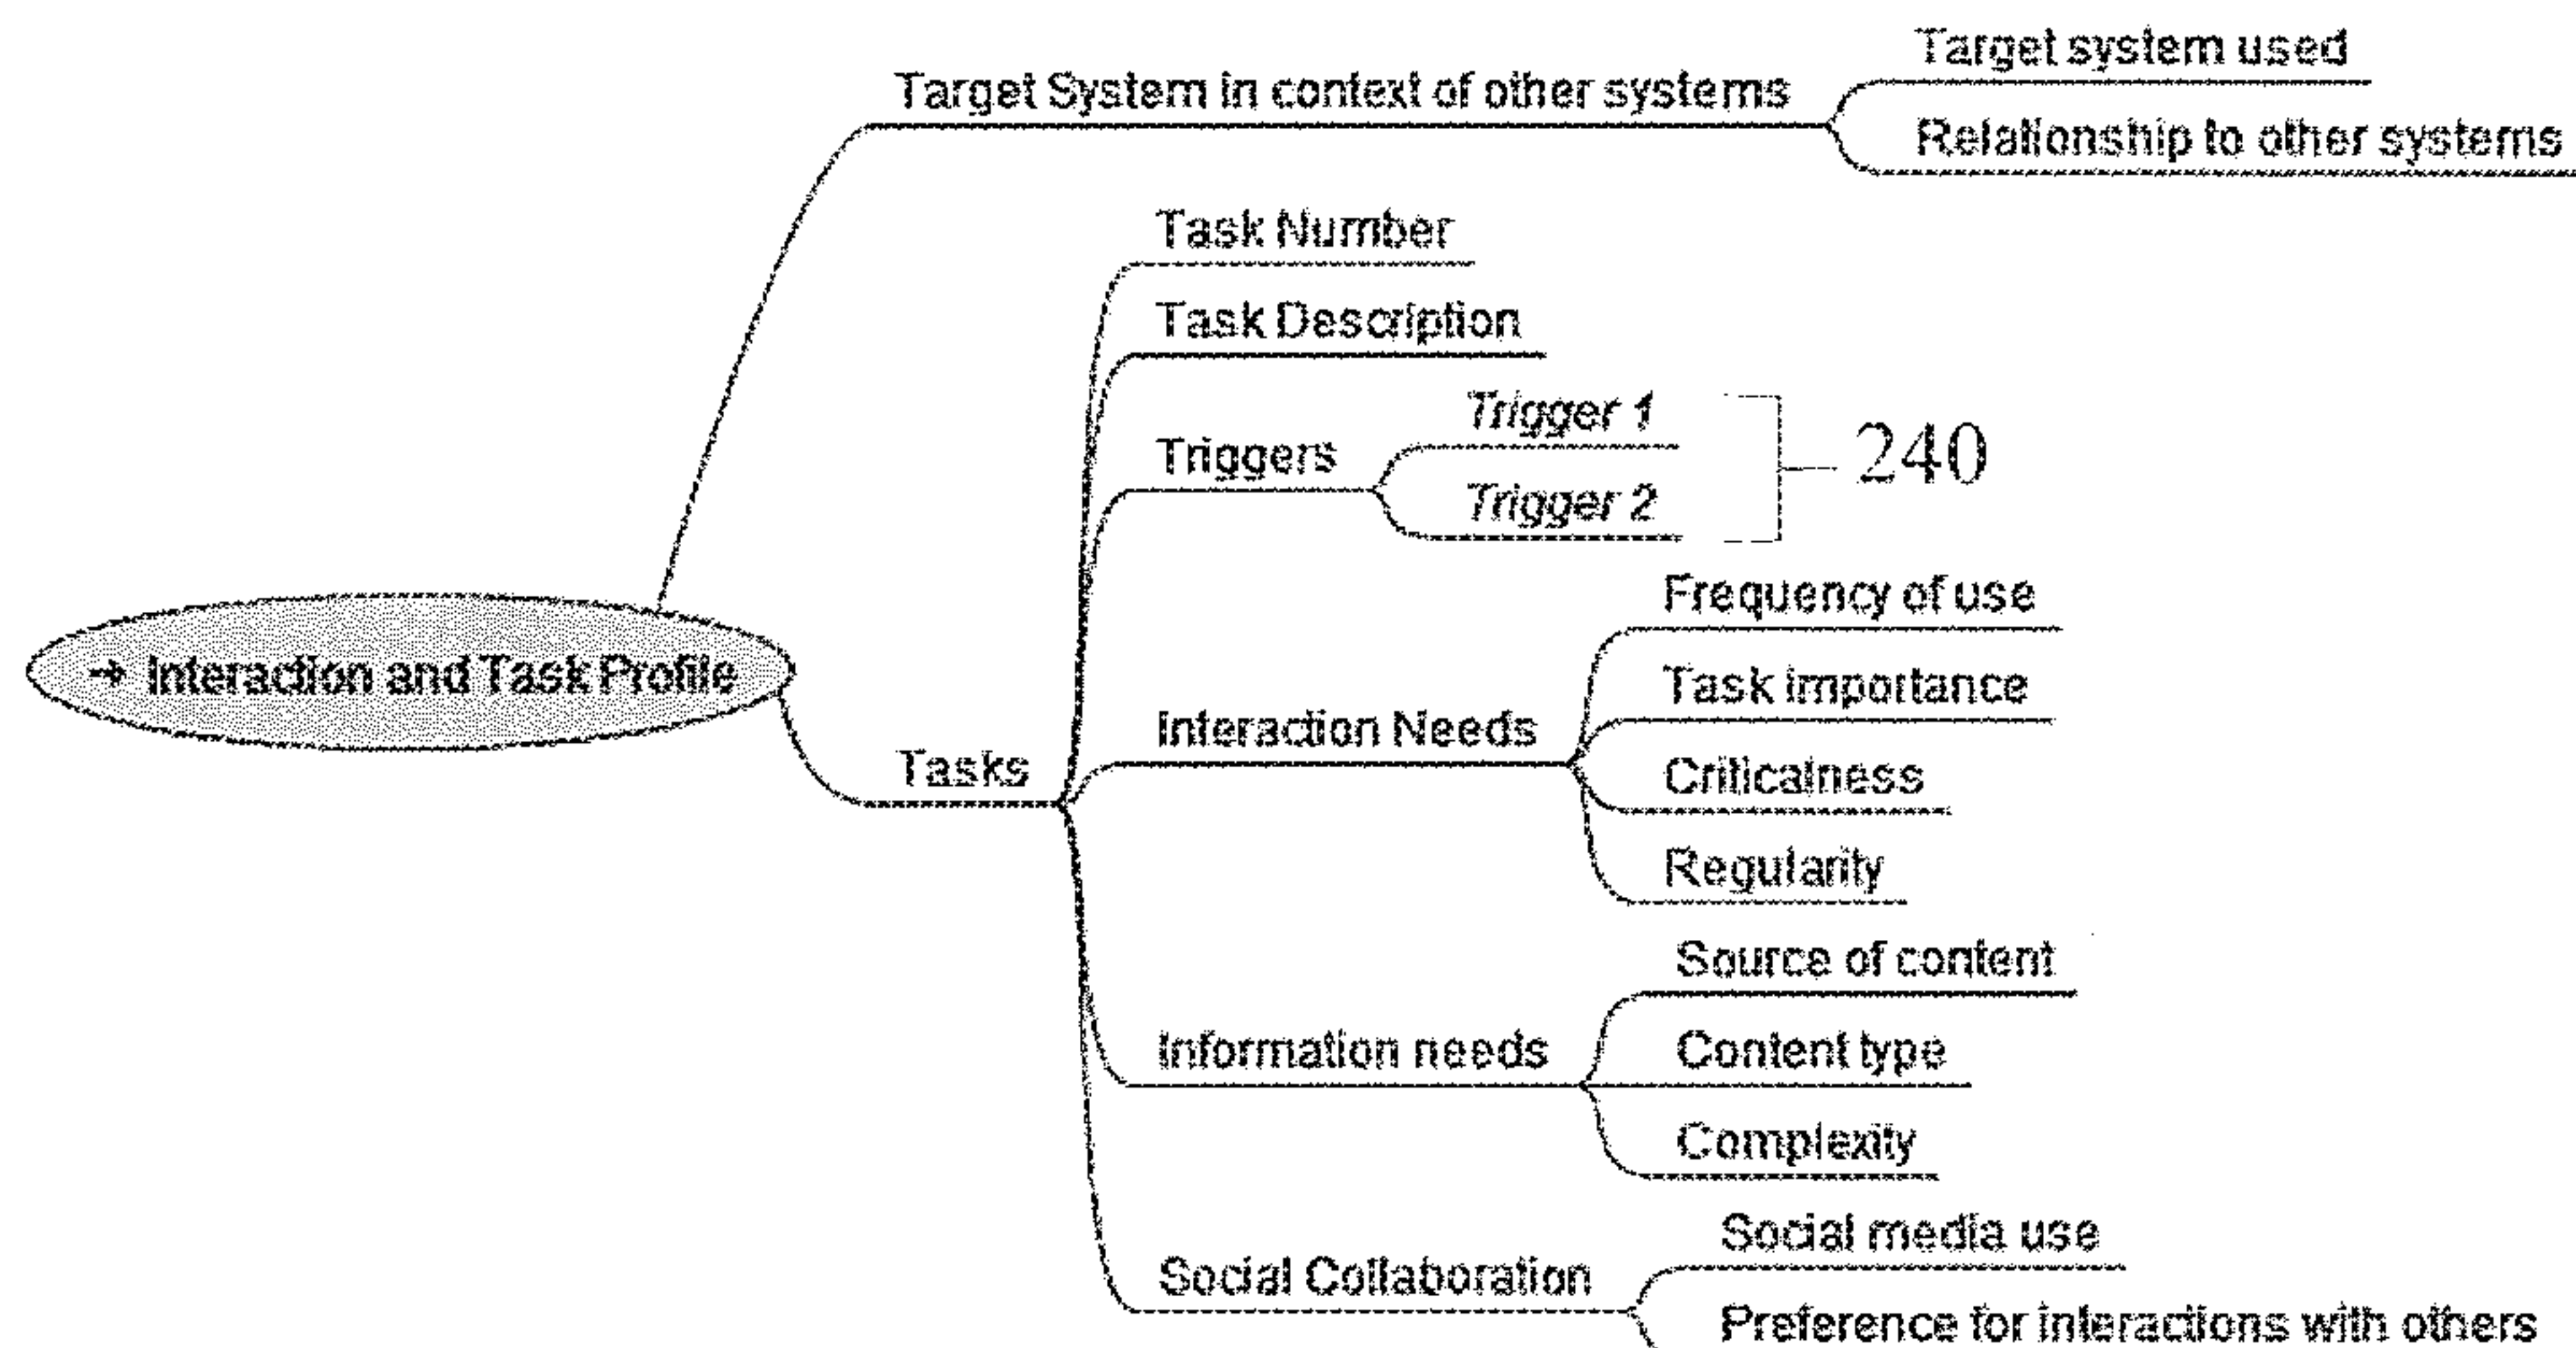 Target system used
Target System in context of other systems
Relationship to other systems
Task Number
Task Description
Trigger 1
Triggers
240
Trigger 2
Frequency of use
→ Interaction and Task Profile
Task importance
Interaction Needs
Tasks
Criticalness
Regularity
Source of content
Information needs
Content type
Complexity
Social media use
Social Collaboration
Preference for interactions with others